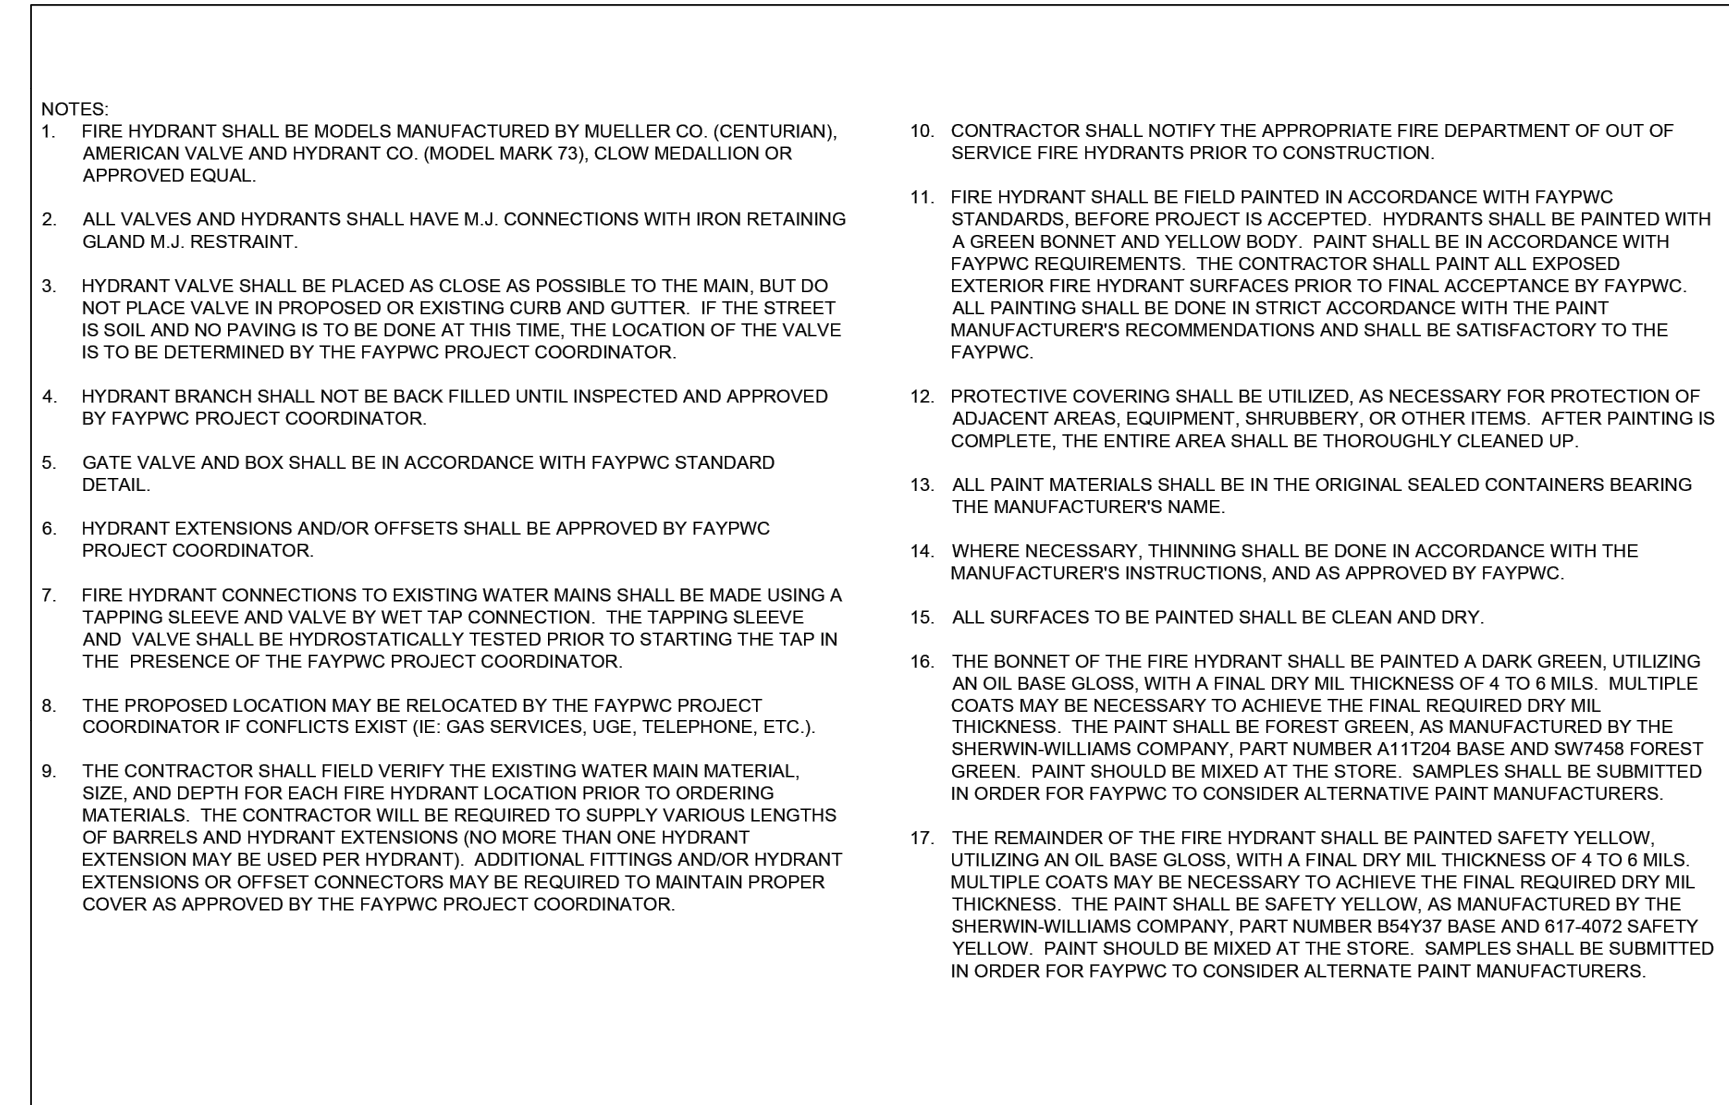 NOTES:
1. FIRE HYDRANT SHALL BE MODELS MANUFACTURED BY MUELLER CO. (CENTURIAN),
AMERICAN VALVE AND HYDRANT CO. (MODEL MARK 73), CLOW MEDALLION OR
APPROVED EQUAL.
2. ALL VALVES AND HYDRANTS SHALL HAVE M.J. CONNECTIONS WITH IRON RETAINING
GLAND M.J. RESTRAINT.
3. HYDRANT VALVE SHALL BE PLACED AS CLOSE AS POSSIBLE TO THE MAIN, BUT DO
NOT PLACE VALVE IN PROPOSED OR EXISTING CURB AND GUTTER. IF THE STREET
IS SOIL AND NO PAVING IS TO BE DONE AT THIS TIME, THE LOCATION OF THE VALVE
IS TO BE DETERMINED BY THE FAYPWC PROJECT COORDINATOR.
4. HYDRANT BRANCH SHALL NOT BE BACK FILLED UNTIL INSPECTED AND APPROVED
BY FAYPWC PROJECT COORDINATOR.
5. GATE VALVE AND BOX SHALL BE IN ACCORDANCE WITH FAYPWC STANDARD
DETAIL.
6. HYDRANT EXTENSIONS AND/OR OFFSETS SHALL BE APPROVED BY FAYPWC
PROJECT COORDINATOR.
7. FIRE HYDRANT CONNECTIONS TO EXISTING WATER MAINS SHALL BE MADE USING A
TAPPING SLEEVE AND VALVE BY WET TAP CONNECTION. THE TAPPING SLEEVE
AND VALVE SHALL BE HYDROSTATICALLY TESTED PRIOR TO STARTING THE TAP IN
THE PRESENCE OF THE FAYPWC PROJECT COORDINATOR.
8. THE PROPOSED LOCATION MAY BE RELOCATED BY THE FAYPWC PROJECT
COORDINATOR IF CONFLICTS EXIST (IE: GAS SERVICES, UGE, TELEPHONE, ETC.).
9. THE CONTRACTOR SHALL FIELD VERIFY THE EXISTING WATER MAIN MATERIAL,
SIZE, AND DEPTH FOR EACH FIRE HYDRANT LOCATION PRIOR TO ORDERING
MATERIALS. THE CONTRACTOR WILL BE REQUIRED TO SUPPLY VARIOUS LENGTHS
OF BARRELS AND HYDRANT EXTENSIONS (NO MORE THAN ONE HYDRANT
EXTENSION MAY BE USED PER HYDRANT). ADDITIONAL FITTINGS AND/OR HYDRANT
EXTENSIONS OR OFFSET CONNECTORS MAY BE REQUIRED TO MAINTAIN PROPER
COVER AS APPROVED BY THE FAYPWC PROJECT COORDINATOR.
10. CONTRACTOR SHALL NOTIFY THE APPROPRIATE FIRE DEPARTMENT OF OUT OF
SERVICE FIRE HYDRANTS PRIOR TO CONSTRUCTION.
11. FIRE HYDRANT SHALL BE FIELD PAINTED IN ACCORDANCE WITH FAYPWC
STANDARDS, BEFORE PROJECT IS ACCEPTED. HYDRANTS SHALL BE PAINTED WITH
A GREEN BONNET AND YELLOW BODY. PAINT SHALL BE IN ACCORDANCE WITH
FAYPWC REQUIREMENTS. THE CONTRACTOR SHALL PAINT ALL EXPOSED
EXTERIOR FIRE HYDRANT SURFACES PRIOR TO FINAL ACCEPTANCE BY FAYPWC.
ALL PAINTING SHALL BE DONE IN STRICT ACCORDANCE WITH THE PAINT
MANUFACTURER'S RECOMMENDATIONS AND SHALL BE SATISFACTORY TO THE
FAYPWC.
12. PROTECTIVE COVERING SHALL BE UTILIZED, AS NECESSARY FOR PROTECTION OF
ADJACENT AREAS, EQUIPMENT, SHRUBBERY, OR OTHER ITEMS. AFTER PAINTING IS
COMPLETE, THE ENTIRE AREA SHALL BE THOROUGHLY CLEANED UP.
13. ALL PAINT MATERIALS SHALL BE IN THE ORIGINAL SEALED CONTAINERS BEARING
THE MANUFACTURER'S NAME.
14. WHERE NECESSARY, THINNING SHALL BE DONE IN ACCORDANCE WITH THE
MANUFACTURER'S INSTRUCTIONS, AND AS APPROVED BY FAYPWC.
15. ALL SURFACES TO BE PAINTED SHALL BE CLEAN AND DRY.
16. THE BONNET OF THE FIRE HYDRANT SHALL BE PAINTED A DARK GREEN, UTILIZING
AN OIL BASE GLOSS, WITH A FINAL DRY MIL THICKNESS OF 4 TO 6 MILS. MULTIPLE
COATS MAY BE NECESSARY TO ACHIEVE THE FINAL REQUIRED DRY MIL
THICKNESS. THE PAINT SHALL BE FOREST GREEN, AS MANUFACTURED BY THE
SHERWIN-WILLIAMS COMPANY, PART NUMBER A11T204 BASE AND SW7458 FOREST
GREEN. PAINT SHOULD BE MIXED AT THE STORE. SAMPLES SHALL BE SUBMITTED
IN ORDER FOR FAYPWC TO CONSIDER ALTERNATIVE PAINT MANUFACTURERS.
17. THE REMAINDER OF THE FIRE HYDRANT SHALL BE PAINTED SAFETY YELLOW,
UTILIZING AN OIL BASE GLOSS, WITH A FINAL DRY MIL THICKNESS OF 4 TO 6 MILS.
MULTIPLE COATS MAY BE NECESSARY TO ACHIEVE THE FINAL REQUIRED DRY MIL
THICKNESS. THE PAINT SHALL BE SAFETY YELLOW, AS MANUFACTURED BY THE
SHERWIN-WILLIAMS COMPANY, PART NUMBER B54Y37 BASE AND 617-4072 SAFETY
YELLOW. PAINT SHOULD BE MIXED AT THE STORE. SAMPLES SHALL BE SUBMITTED
IN ORDER FOR FAYPWC TO CONSIDER ALTERNATE PAINT MANUFACTURERS.